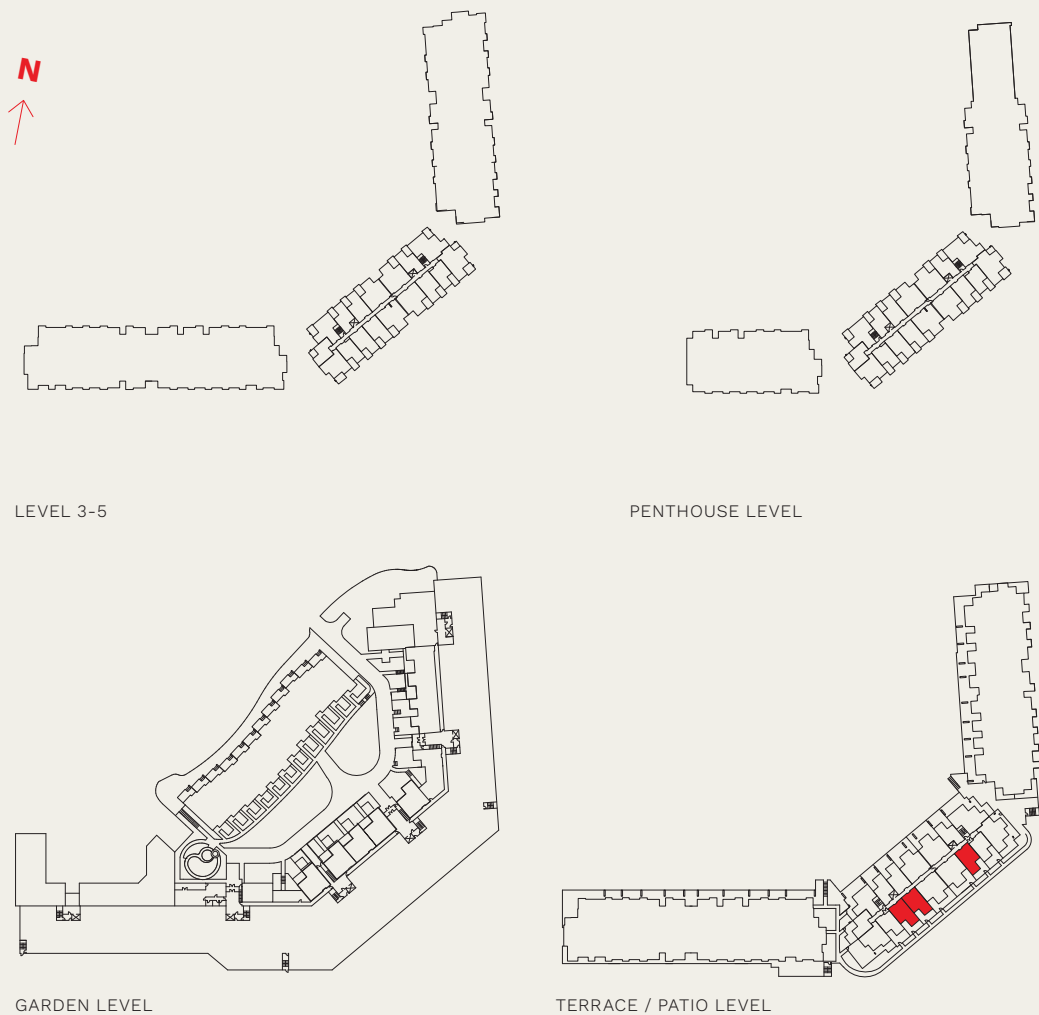 N
LEVEL 3-5
PENTHOUSE LEVEL
GARDEN LEVEL
TERRACE / PATIO LEVEL